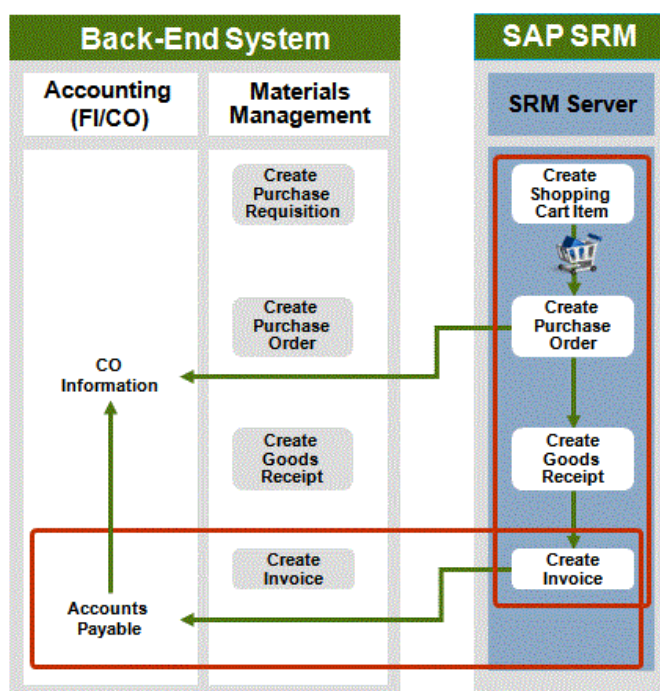 Back-End System
SAP SRM
Accounting
(FI/CO)
Materials
Management
SRM Server
Create
Purchase
Requisition
Create
Shopping
Cart Item
Create
Purchase
Order
Create
Purchase
Order
CO
Information
Create
Goods
Receipt
Create
Goods
Receipt
Create
Invoice
Create
Invoice
Accounts
Payable